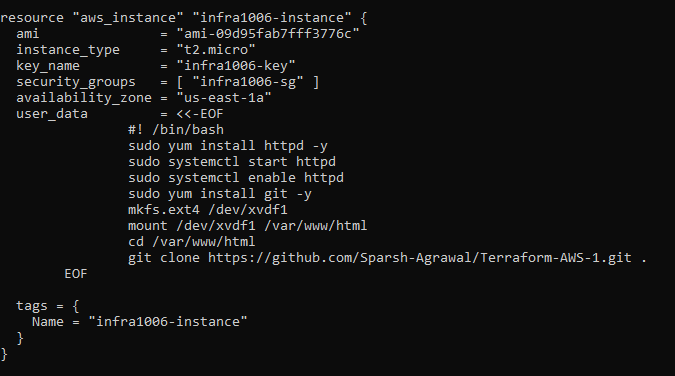 resource "aws_instance" "infra1006-instance" {
  ami               = "ami-09d95fab7fff3776c"
  instance_type     = "t2.micro"
  key_name          = "infra1006-key"
  security_groups   = [ "infra1006-sg" ]
  availability_zone = "us-east-1a"
  user_data         = <<-EOF
                #! /bin/bash
                sudo yum install httpd -y
                sudo systemctl start httpd
                sudo systemctl enable httpd
                sudo yum install git -y
                mkfs.ext4 /dev/xvdf1
                mount /dev/xvdf1 /var/www/html
                cd /var/www/html
                git clone https://github.com/Sparsh-Agrawal/Terraform-AWS-1.git .
        EOF
  tags = {
    Name = "infra1006-instance"
  }
}